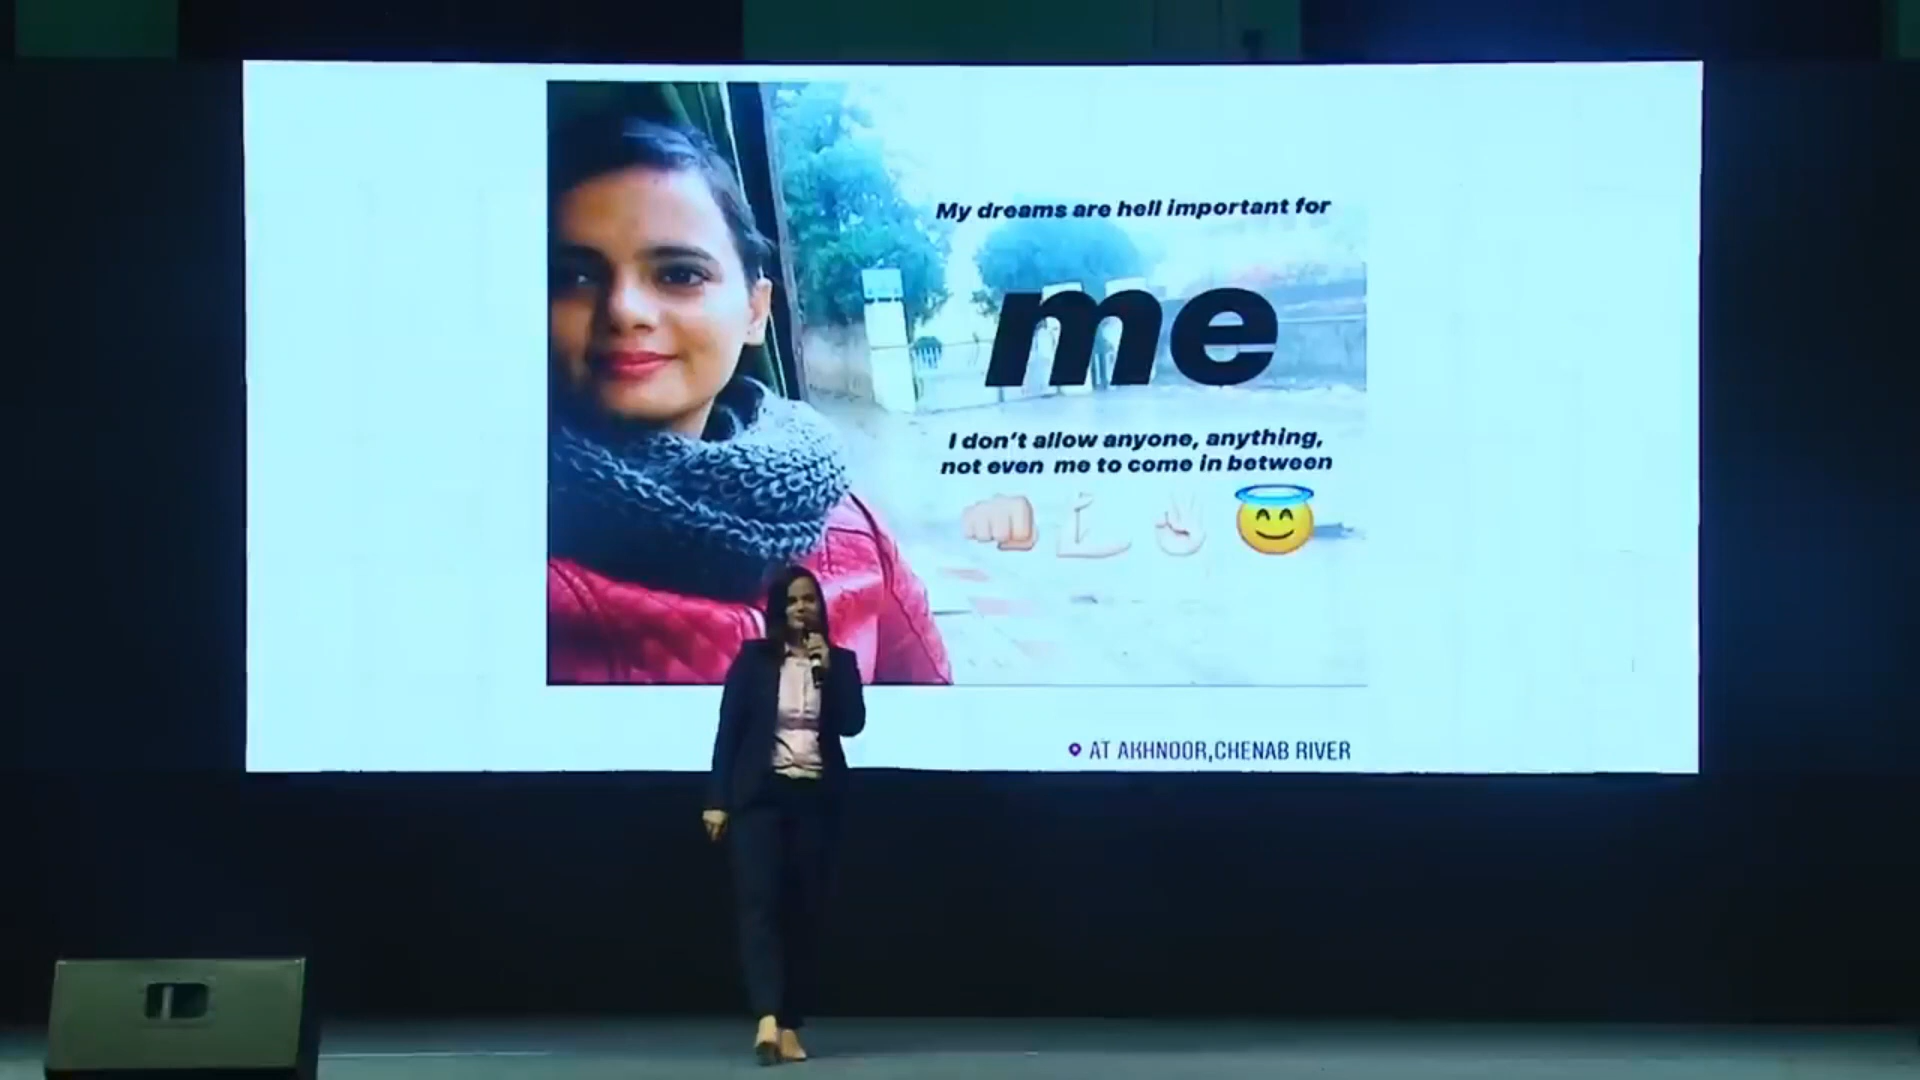 My dreams are hell important for
me
I don't allow anyone, anything,
not even me to come in between
AT AKHNOOR,CHENAB RIVER